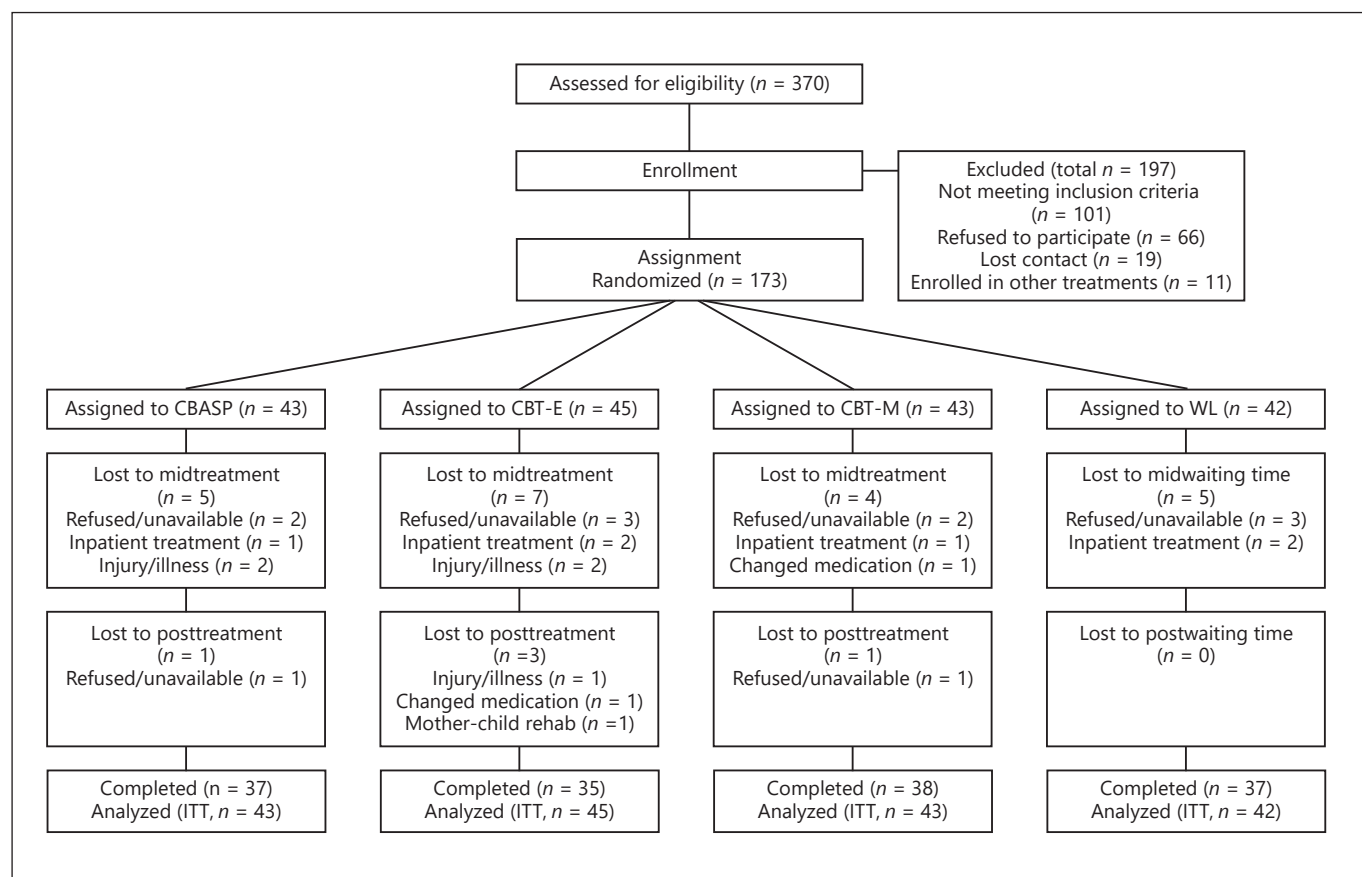 Assessed for eligibility (n = 370)
Enrollment
Excluded (total n = 197)
Not meeting inclusion criteria
(n = 101)
Refused to participate (n = 66)
Lost contact (n = 19)
Enrolled in other treatments (n = 11)
Assignment
Randomized (n = 173)
Assigned to CBASP (n = 43)
Assigned to CBT-E (n = 45)
Assigned to CBT-M (n = 43)
Assigned to WL (n = 42)
Lost to midtreatment
(n = 5)
Refused/unavailable (n = 2)
Inpatient treatment (n = 1)
Injury/illness (n = 2)
Lost to midtreatment
(n = 7)
Refused/unavailable (n = 3)
Inpatient treatment (n = 2)
Injury/illness (n = 2)
Lost to midtreatment
(n = 4)
Refused/unavailable (n = 2)
Inpatient treatment (n = 1)
Changed medication (n = 1)
Lost to midwaiting time
(n = 5)
Refused/unavailable (n = 3)
Inpatient treatment (n = 2)
Lost to posttreatment
(n = 1)
Refused/unavailable (n = 1)
Lost to posttreatment
(n =3)
Injury/illness (n = 1)
Changed medication (n = 1)
Mother-child rehab (n =1)
Lost to posttreatment
(n = 1)
Refused/unavailable (n = 1)
Lost to postwaiting time
(n = 0)
Completed (n = 37)
Analyzed (ITT, n = 43)
Completed (n = 35)
Analyzed (ITT, n = 45)
Completed (n = 38)
Analyzed (ITT, n = 43)
Completed (n = 37)
Analyzed (ITT, n = 42)